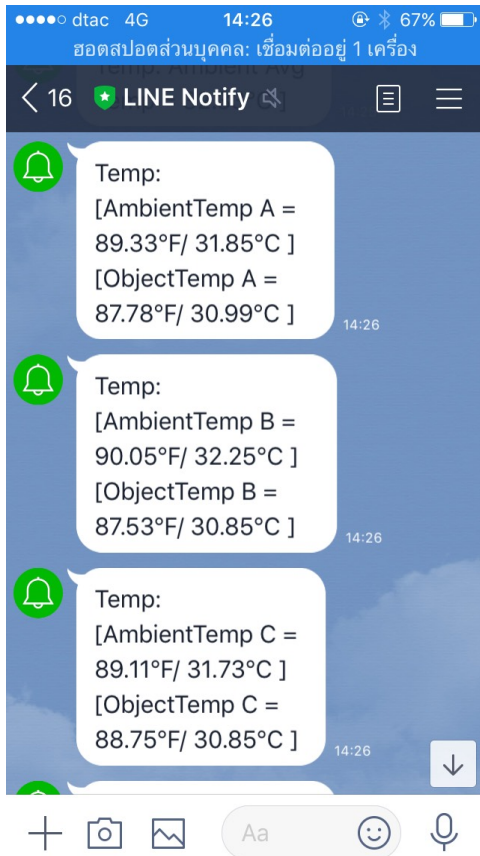 dtac 4G 14:26 67%
ฮอตสปอตส่วนบุคคล: เชื่อมต่ออยู่ 1 เครื่อง
Temp: Ambient Avg
16 LINE Notify
Temp:
[AmbientTemp A =
89.33°F/ 31.85°C ]
[ObjectTemp A =
87.78°F/ 30.99°C ]
14:26
Temp:
[AmbientTemp B =
90.05°F/ 32.25°C ]
[ObjectTemp B =
87.53°F/ 30.85°C ]
14:26
Temp:
[AmbientTemp C =
89.11°F/ 31.73°C ]
[ObjectTemp C =
88.75°F/ 30.85°C ]
14:26
Aa